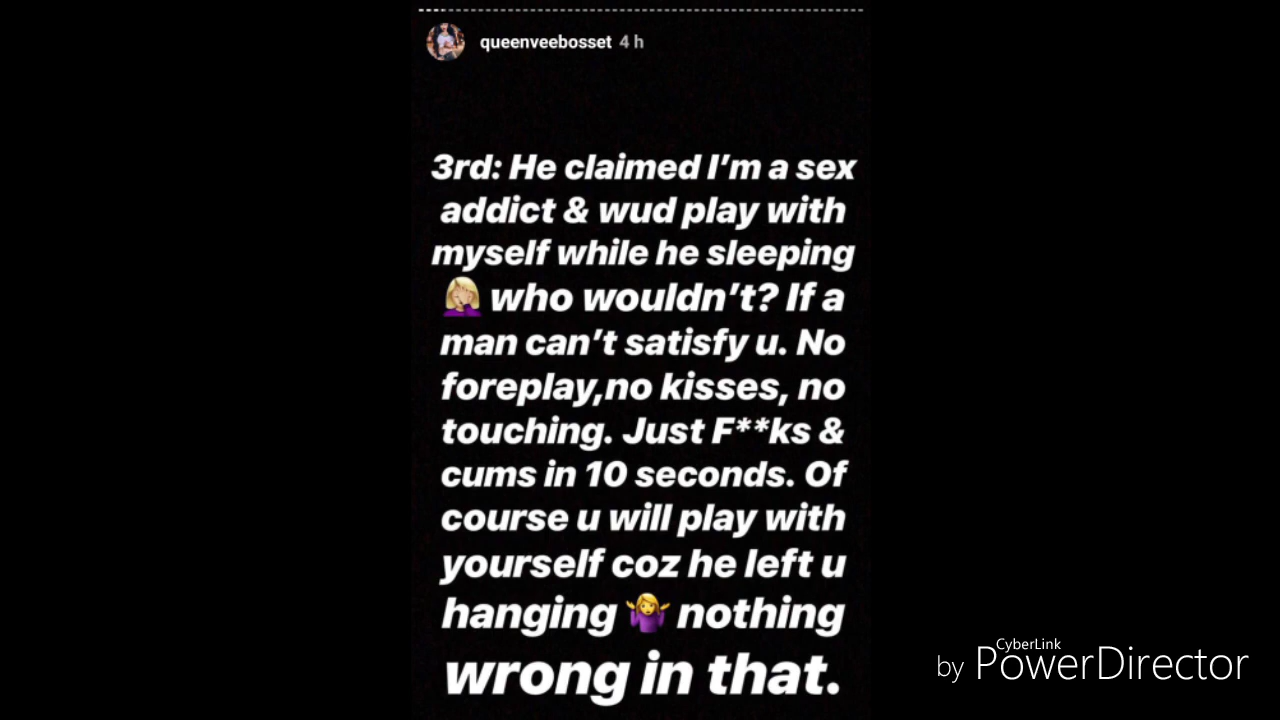 queenveebosset 4 h
3rd: He claimed I'm a sex
addict & wud play with
myself while he sleeping
🤦🏼‍♀️ who wouldn't? If a
man can't satisfy u. No
foreplay,no kisses, no
touching. Just F**ks &
cums in 10 seconds. Of
course u will play with
yourself coz he left u
hanging 🤷‍♀️ nothing
wrong in that.
CyberLink
by PowerDirector